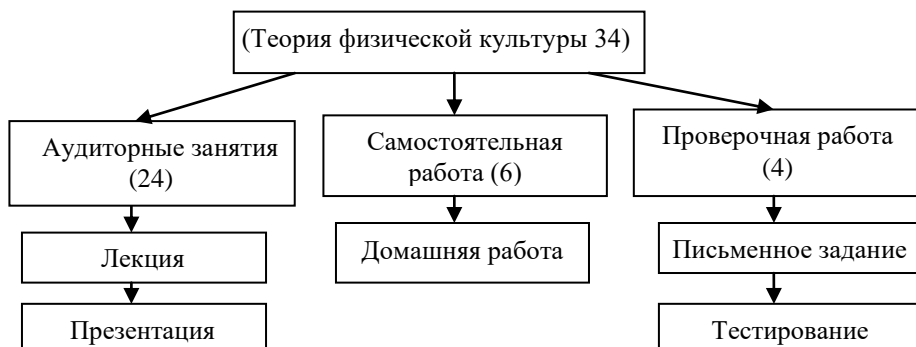 (Теория физической культуры 34)
Аудиторные занятия
(24)
Самостоятельная
работа (6)
Проверочная работа
(4)
Лекция
Домашняя работа
Письменное задание
Презентация
Тестирование